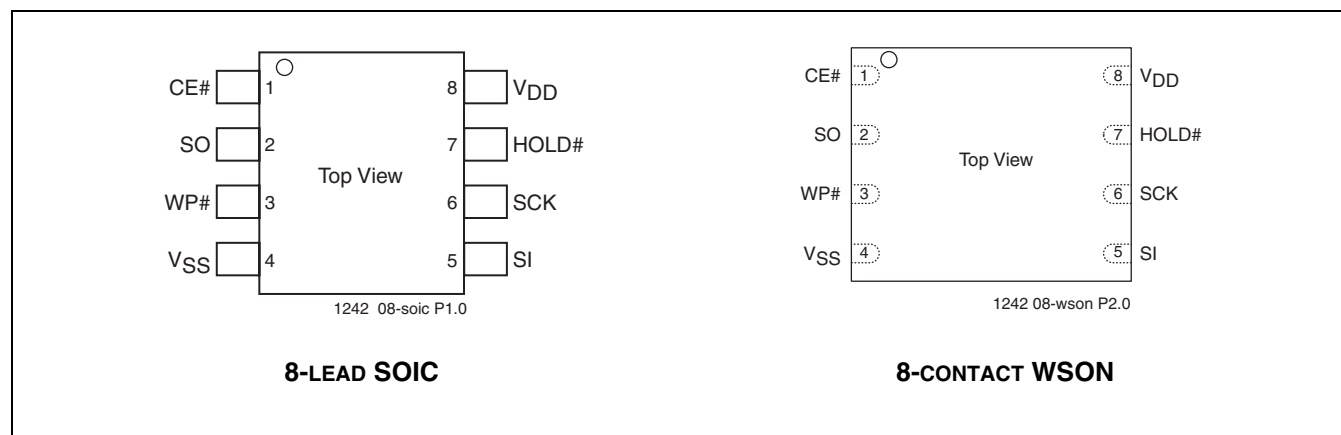 CE# 1 8 VDD
SO 2 7 HOLD#
Top View
WP# 3 6 SCK
VSS 4 5 SI
1242 08-soic P1.0
8-LEAD SOIC
CE# 1 8 VDD
SO 2 7 HOLD#
Top View
WP# 3 6 SCK
VSS 4 5 SI
1242 08-wson P2.0
8-CONTACT WSON